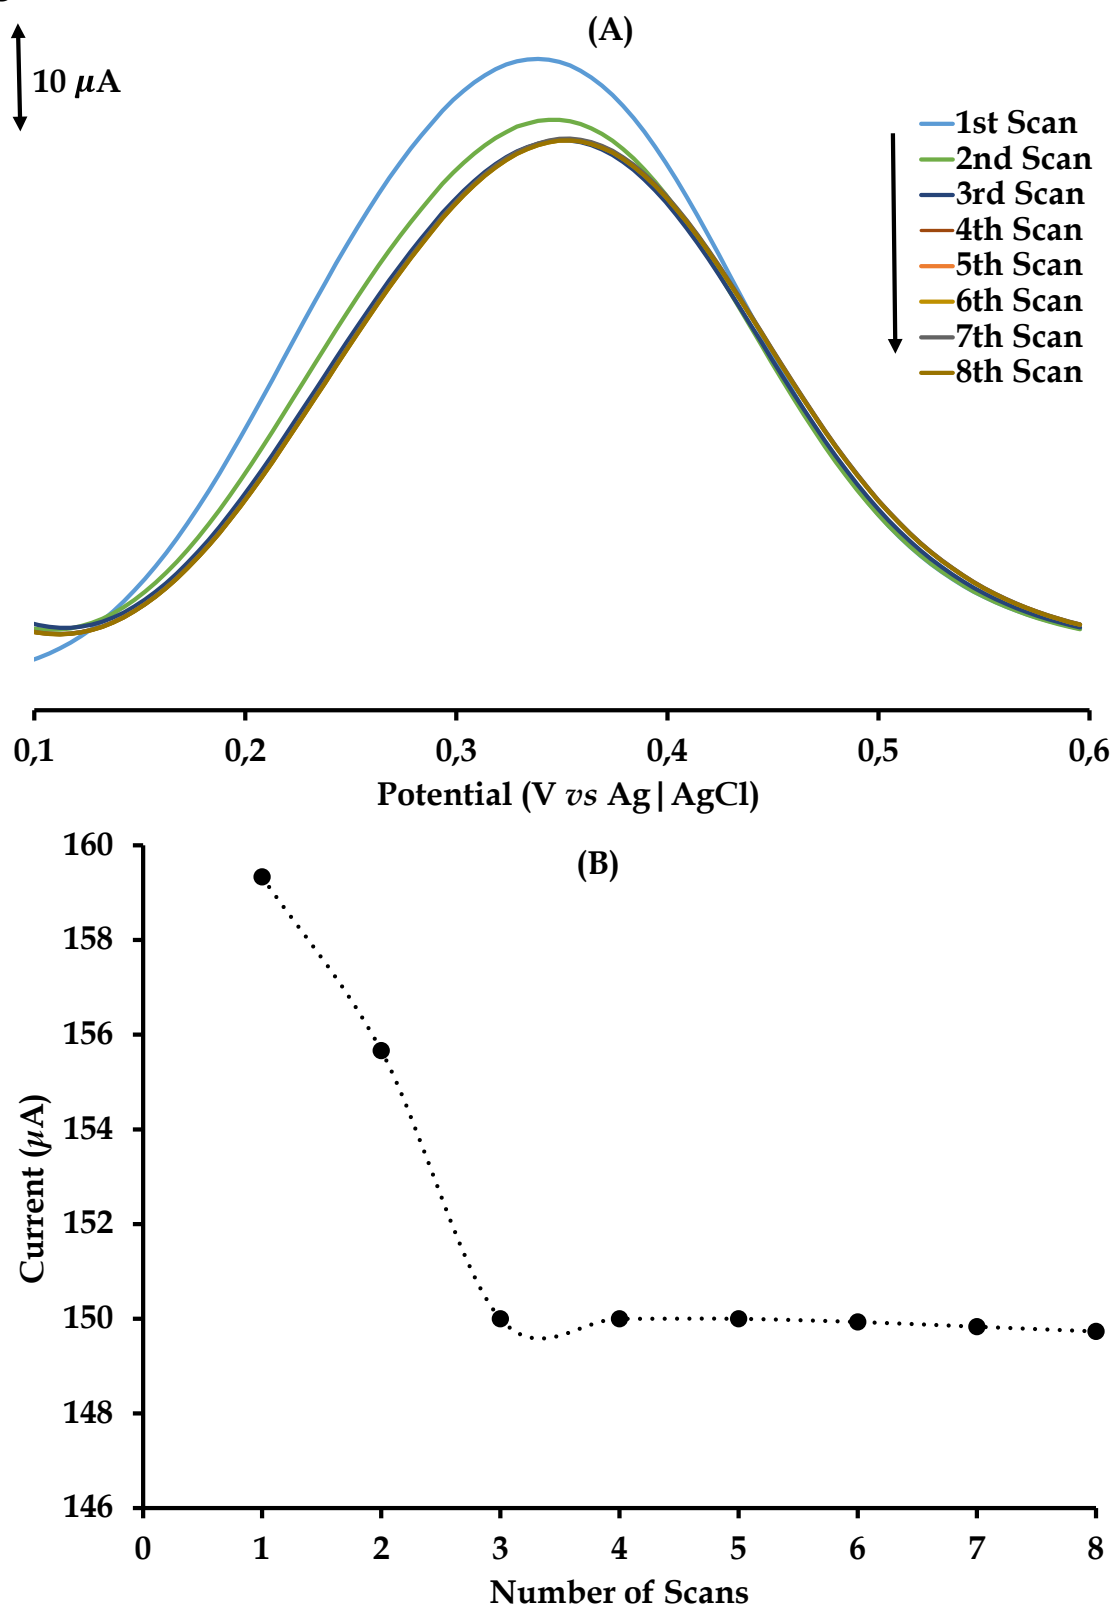 (A)
10 μA
1st Scan
2nd Scan
3rd Scan
4th Scan
5th Scan
6th Scan
7th Scan
8th Scan
0,1 0,2 0,3 0,4 0,5 0,6
Potential (V vs Ag|AgCl)
(B)
160
158
156
154
152
150
148
146
Current (μA)
0 1 2 3 4 5 6 7 8
Number of Scans